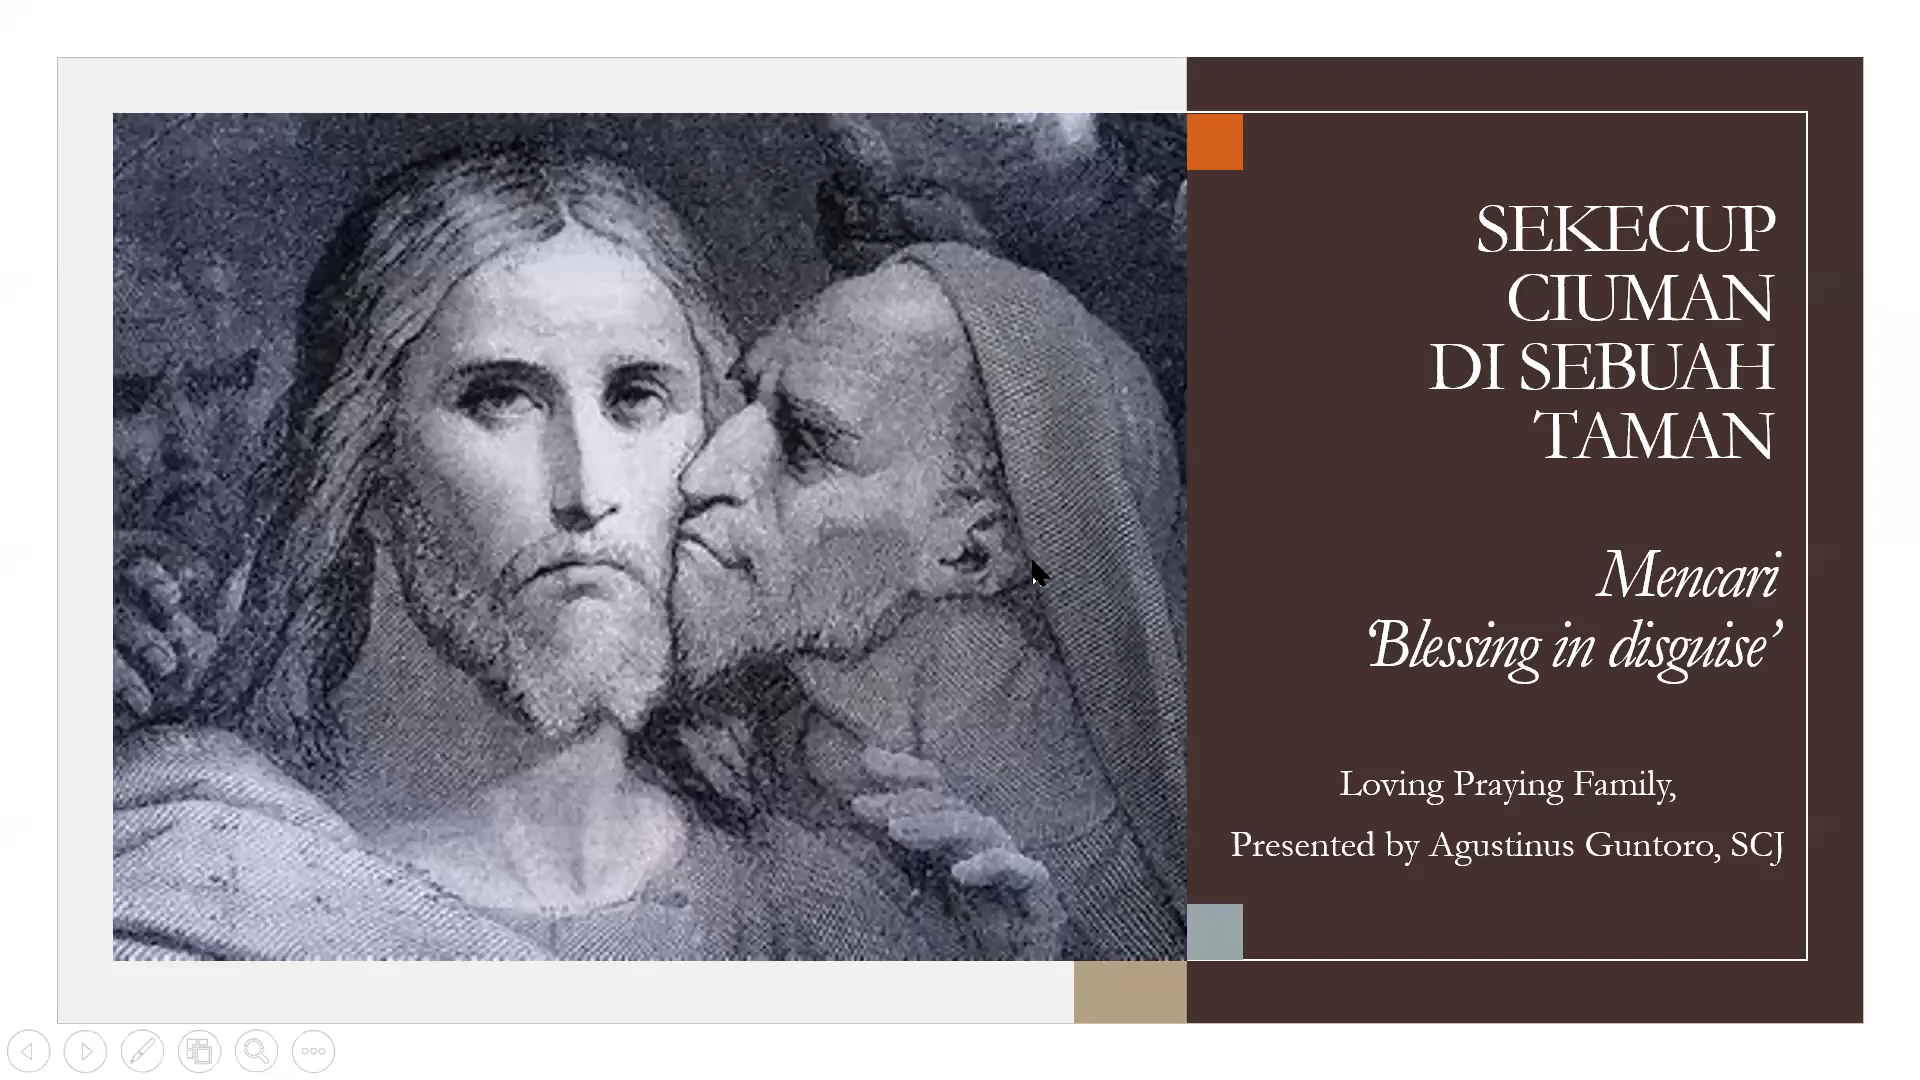 SEKECUP
CIUMAN
DI SEBUAH
TAMAN
Mencari
‘Blessing in disguise’
Loving Praying Family,
Presented by Agustinus Guntoro, SCJ